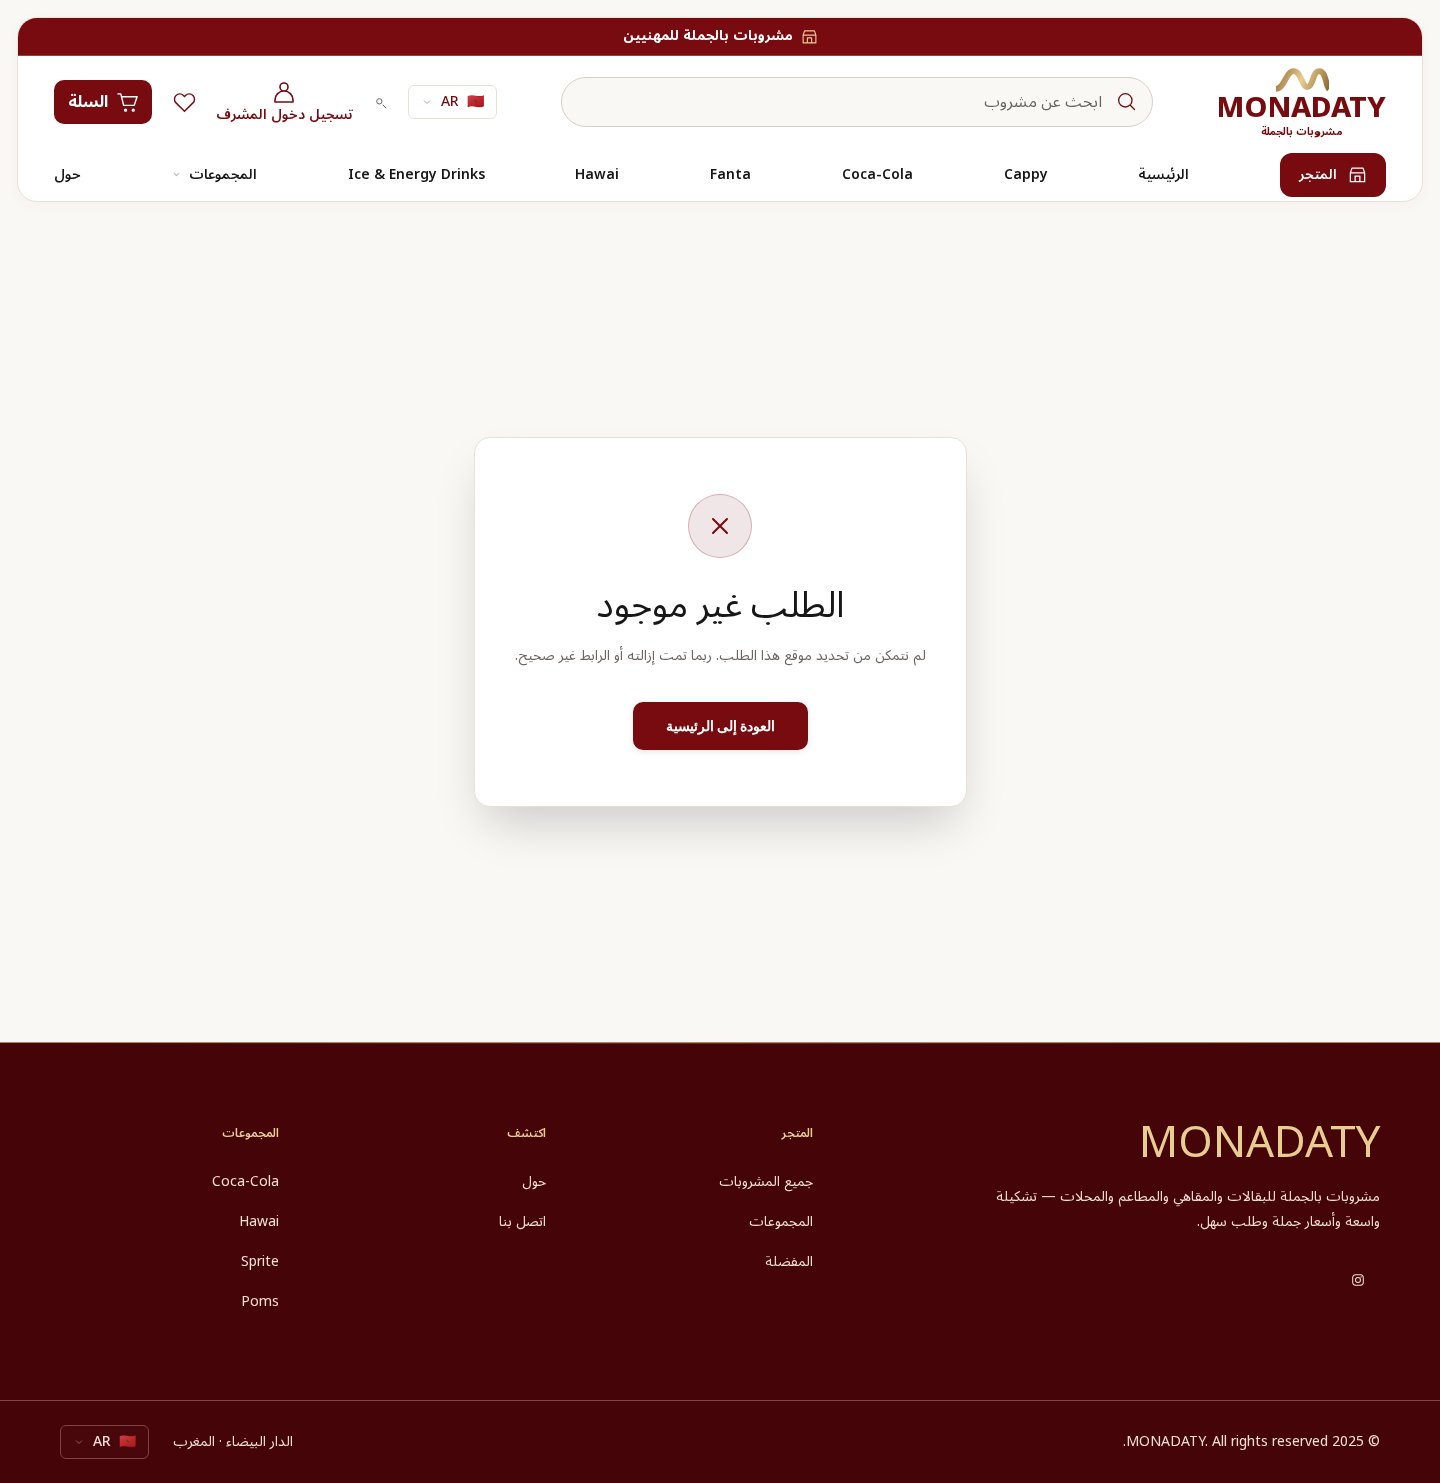 مشروبات بالجملة للمهنيين
MONADATY
مشروبات بالجملة
ابحث عن مشروب
AR
تسجيل دخول المشرف
السلة
المتجر
الرئيسية
Cappy
Coca-Cola
Fanta
Hawai
Ice & Energy Drinks
المجموعات
حول
الطلب غير موجود
لم نتمكن من تحديد موقع هذا الطلب. ربما تمت إزالته أو الرابط غير صحيح.
العودة إلى الرئيسية
MONADATY
مشروبات بالجملة للبقالات والمقاهي والمطاعم والمحلات — تشكيلة
واسعة وأسعار جملة وطلب سهل.
المتجر
جميع المشروبات
المجموعات
المفضلة
اكتشف
حول
اتصل بنا
المجموعات
Coca-Cola
Hawai
Sprite
Poms
© 2025 MONADATY. All rights reserved.
الدار البيضاء · المغرب
AR